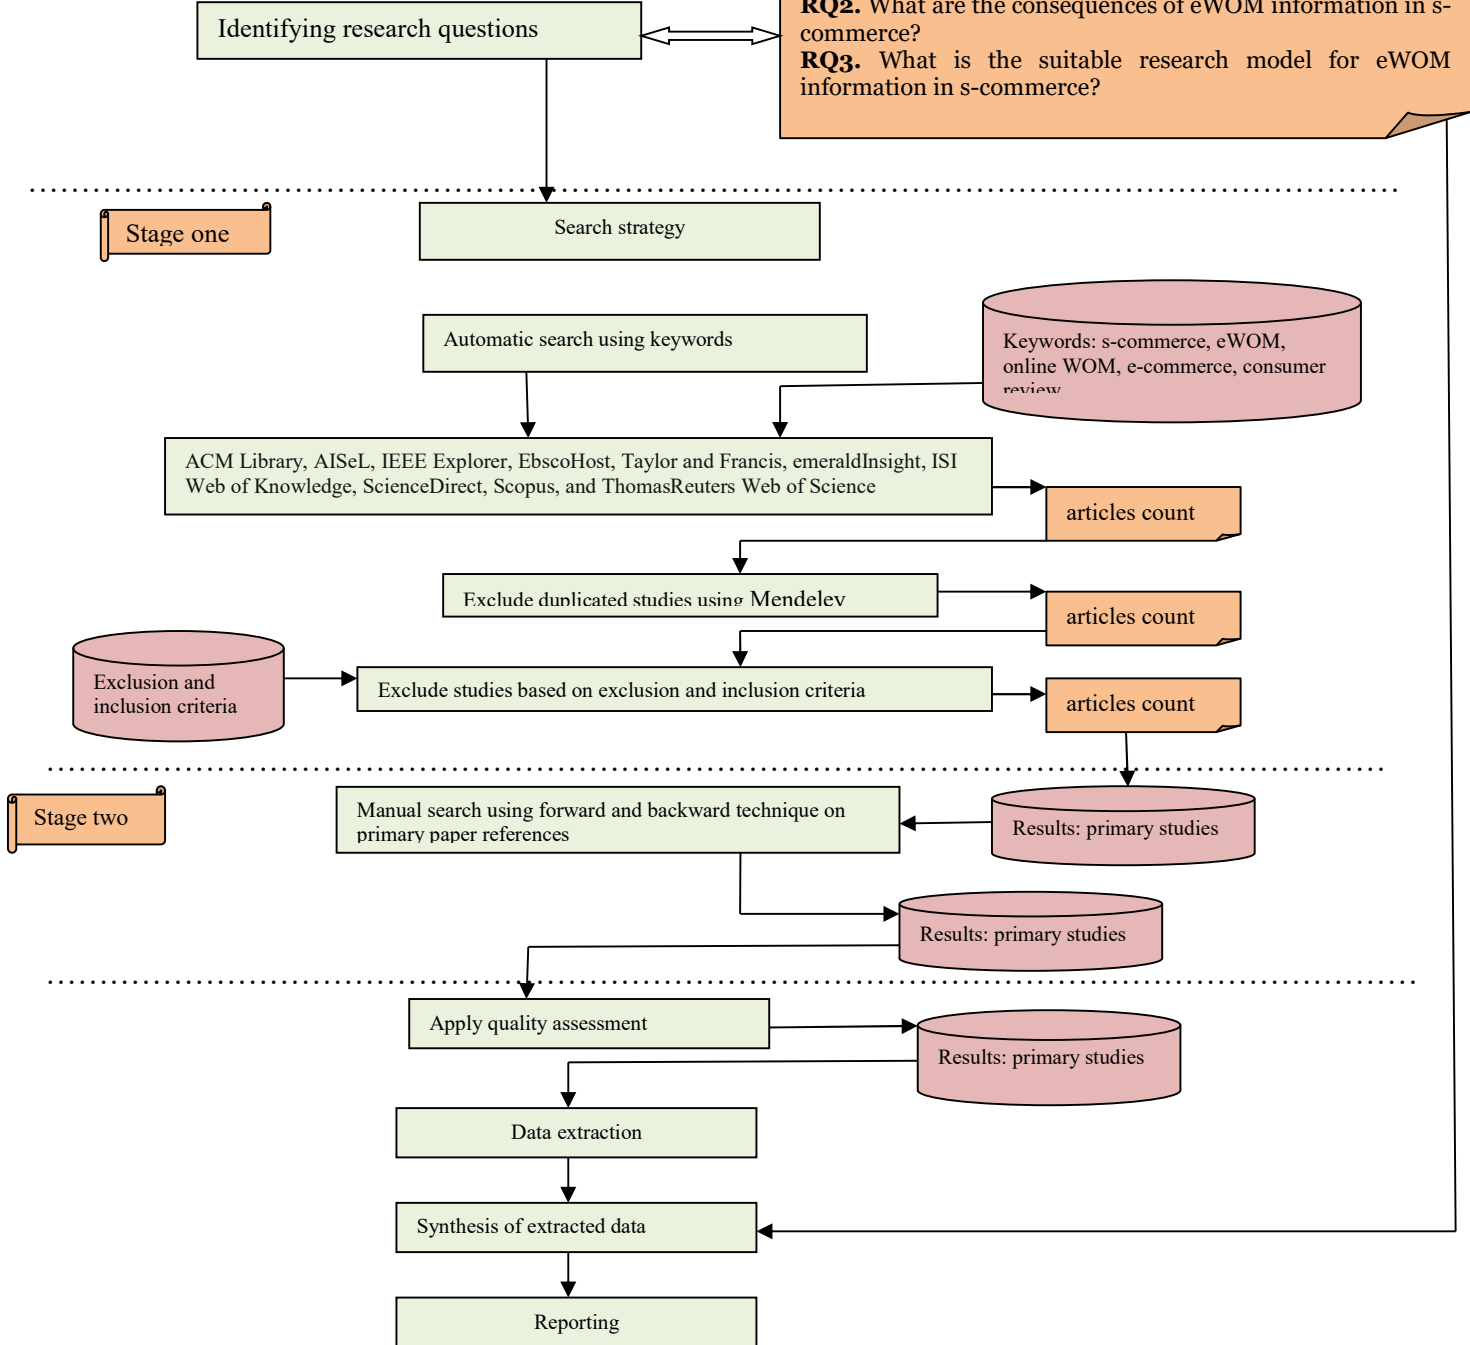 Identifying research questions
RQ2. What are the consequences of eWOM information in s-
commerce?
RQ3. What is the suitable research model for eWOM
information in s-commerce?
Stage one
Search strategy
Automatic search using keywords
Keywords: s-commerce, eWOM,
online WOM, e-commerce, consumer
review
ACM Library, AISeL, IEEE Explorer, EbscoHost, Taylor and Francis, emeraldInsight, ISI
Web of Knowledge, ScienceDirect, Scopus, and ThomasReuters Web of Science
articles count
Exclude duplicated studies using Mendeley
articles count
Exclusion and
inclusion criteria
Exclude studies based on exclusion and inclusion criteria
articles count
Stage two
Manual search using forward and backward technique on
primary paper references
Results: primary studies
Results: primary studies
Apply quality assessment
Results: primary studies
Data extraction
Synthesis of extracted data
Reporting